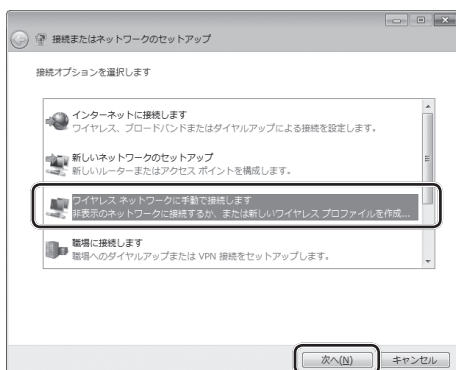 接続またはネットワークのセットアップ
接続オプションを選択します
インターネットに接続します
ワイヤレス、ブロードバンドまたはダイヤルアップによる接続を設定します。
新しいネットワークのセットアップ
新しいルーターまたはアクセス ポイントを構成します。
ワイヤレス ネットワークに手動で接続します
非表示のネットワークに接続するか、または新しいワイヤレス プロファイルを作成...
職場に接続します
職場へのダイヤルアップまたは VPN 接続をセットアップします。
次へ(N) キャンセル